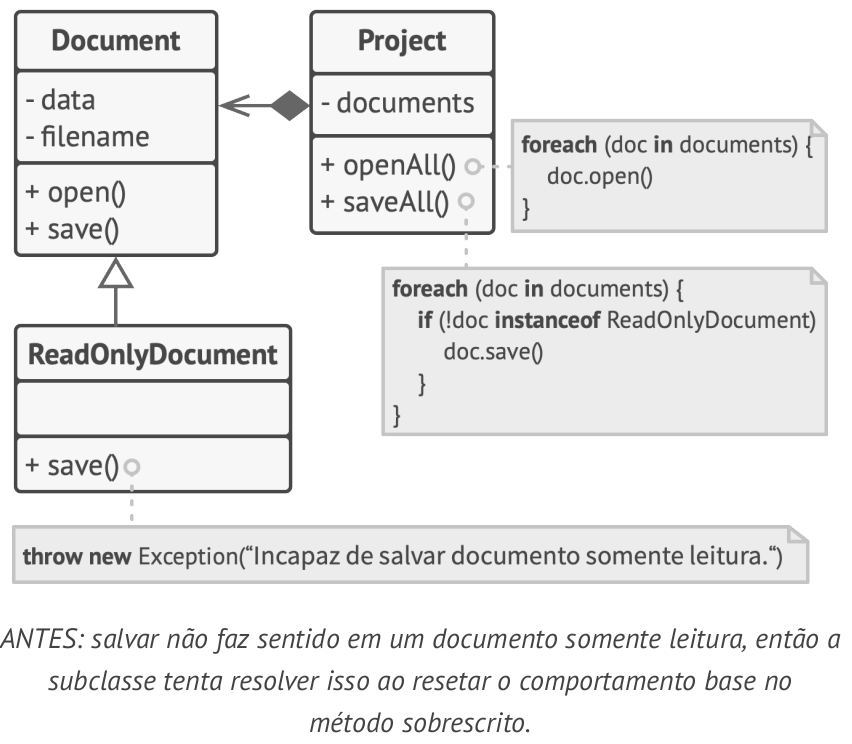 Document
- data
- filename
+ open()
+ save()
Project
- documents
+ openAll()
+ saveAll()
foreach (doc in documents) {
doc.open()
}
foreach (doc in documents) {
if (!doc instanceof ReadOnlyDocument)
doc.save()
}
}
ReadOnlyDocument
+ save()
throw new Exception(“Incapaz de salvar documento somente leitura.“)
ANTES: salvar não faz sentido em um documento somente leitura, então a
subclasse tenta resolver isso ao resetar o comportamento base no
método sobrescrito.